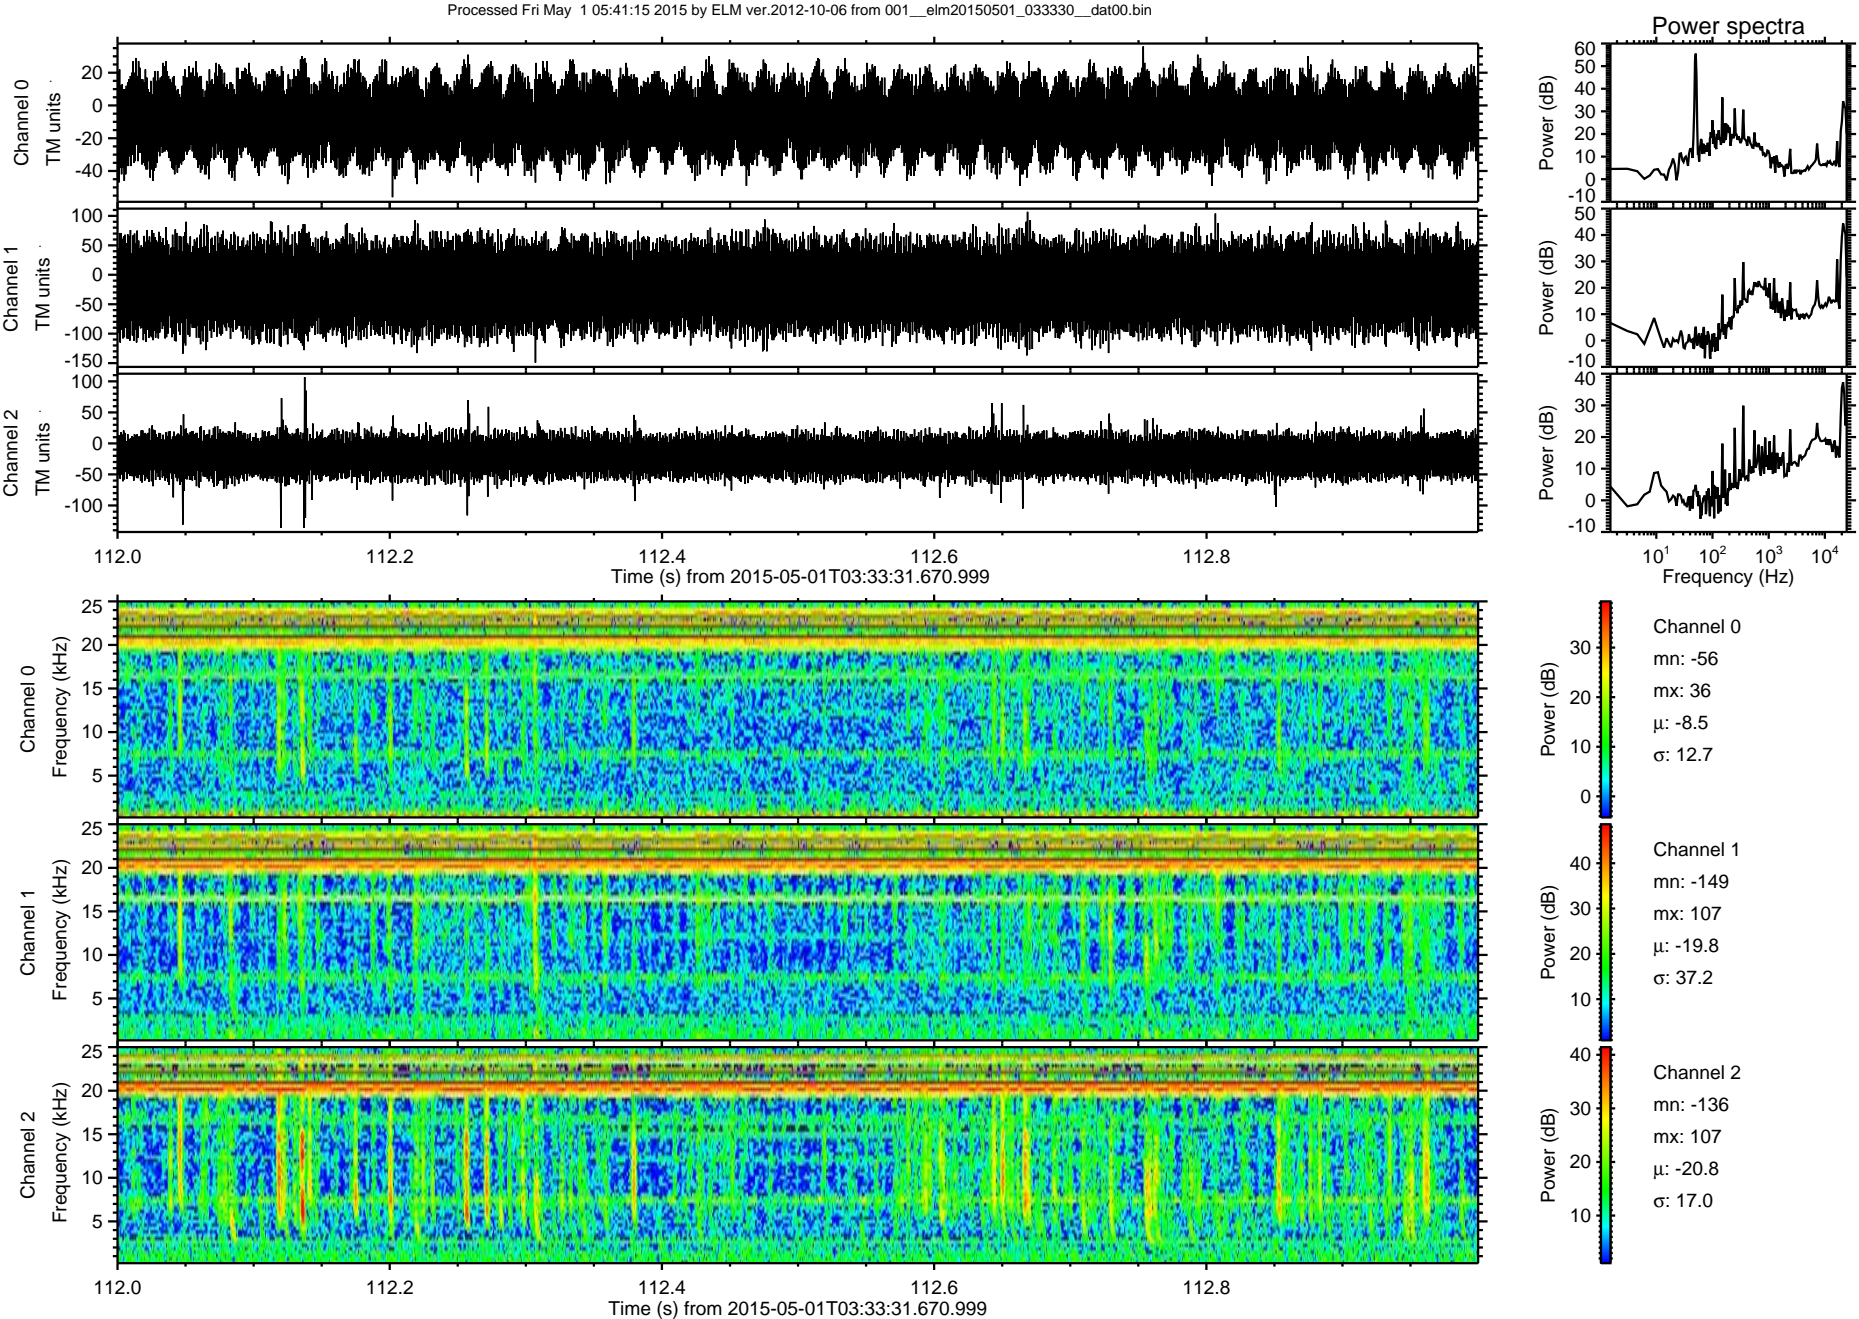 Processed Fri May  1 05:41:15 2015 by ELM ver.2012-10-06 from 001__elm20150501_033330__dat00.bin
Power spectra
Channel 0
TM units
20
0
-20
-40
Power (dB)
60
50
40
30
20
10
0
-10
Channel 1
TM units
100
50
0
-50
-100
-150
Power (dB)
50
40
30
20
10
0
-10
Channel 2
TM units
100
50
0
-50
-100
Power (dB)
40
30
20
10
0
-10
112.0 112.2 112.4 112.6 112.8
Time (s) from 2015-05-01T03:33:31.670.999
10^1 10^2 10^3 10^4
Frequency (Hz)
Channel 0
Frequency (kHz)
25
20
15
10
5
Power (dB)
30
20
10
0
Channel 0
mn: -56
mx: 36
μ: -8.5
σ: 12.7
Channel 1
Frequency (kHz)
25
20
15
10
5
Power (dB)
40
30
20
10
Channel 1
mn: -149
mx: 107
μ: -19.8
σ: 37.2
Channel 2
Frequency (kHz)
25
20
15
10
5
Power (dB)
40
30
20
10
Channel 2
mn: -136
mx: 107
μ: -20.8
σ: 17.0
112.0 112.2 112.4 112.6 112.8
Time (s) from 2015-05-01T03:33:31.670.999